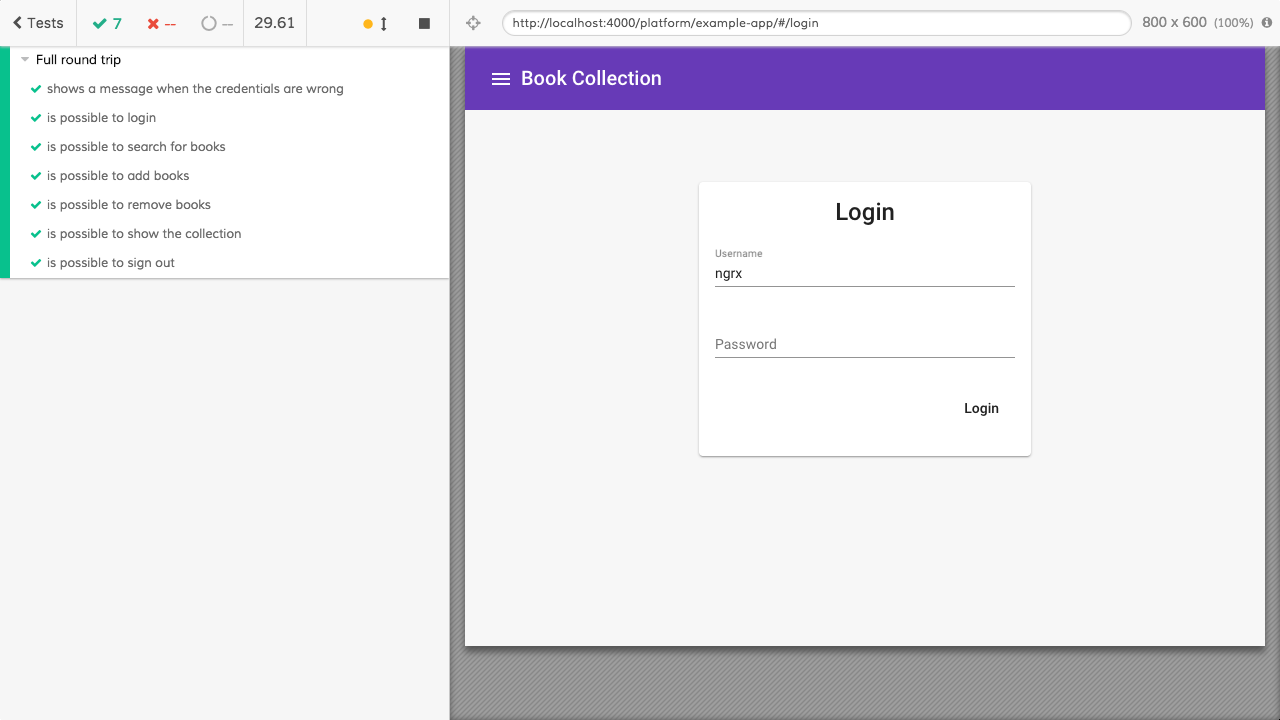 Tests 7 -- -- 29.61 http://localhost:4000/platform/example-app/#/login 800 x 600 (100%)
Full round trip
shows a message when the credentials are wrong
is possible to login
is possible to search for books
is possible to add books
is possible to remove books
is possible to show the collection
is possible to sign out
Book Collection
Login
Username
ngrx
Password
Login